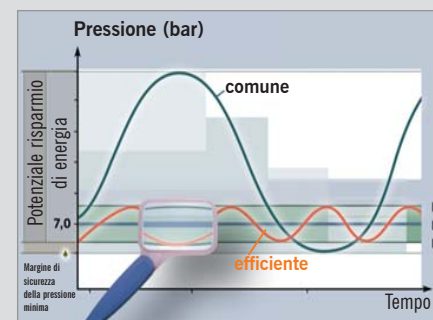 Pressione (bar)
comune
Potenziale risparmio
di energia
7,0
efficiente
Margine di
sicurezza
della pressione
minima
Tempo